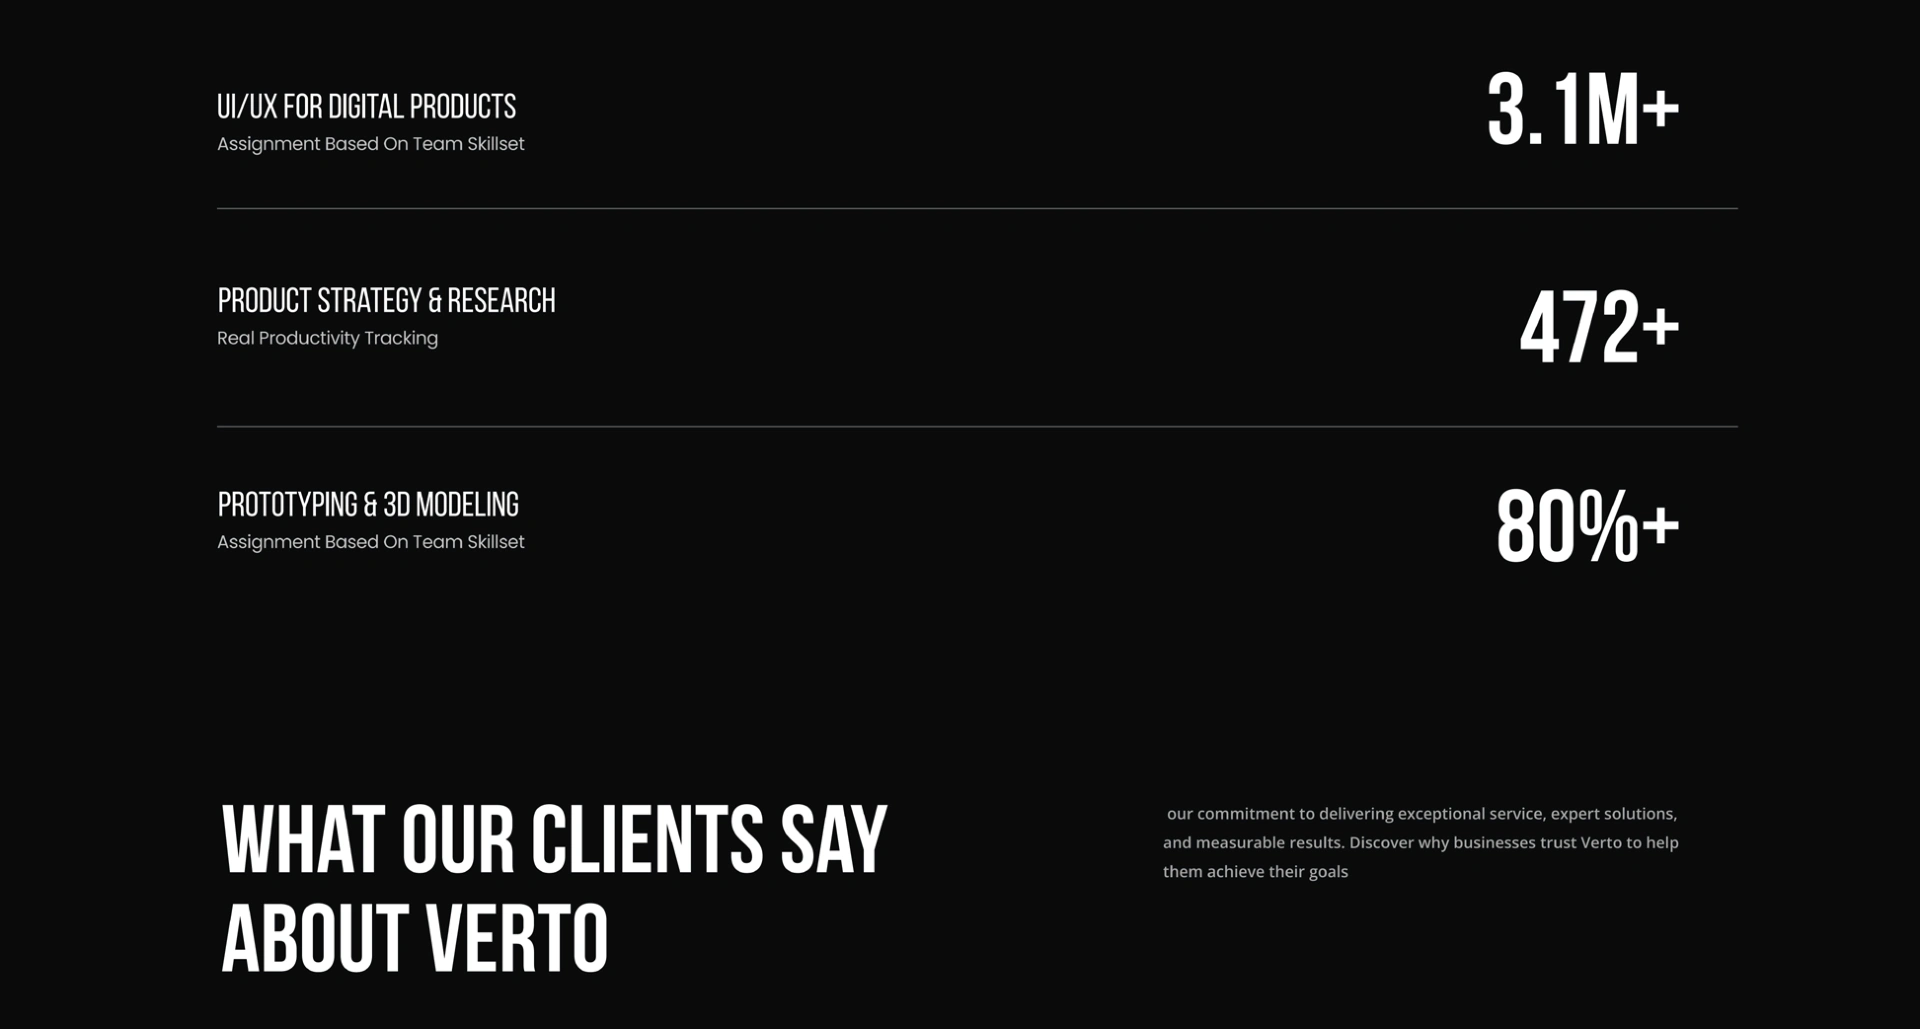 UI/UX FOR DIGITAL PRODUCTS
Assignment Based On Team Skillset
3.1M+
PRODUCT STRATEGY & RESEARCH
Real Productivity Tracking
472+
PROTOTYPING & 3D MODELING
Assignment Based On Team Skillset
80%+
WHAT OUR CLIENTS SAY
ABOUT VERTO
our commitment to delivering exceptional service, expert solutions,
and measurable results. Discover why businesses trust Verto to help
them achieve their goals